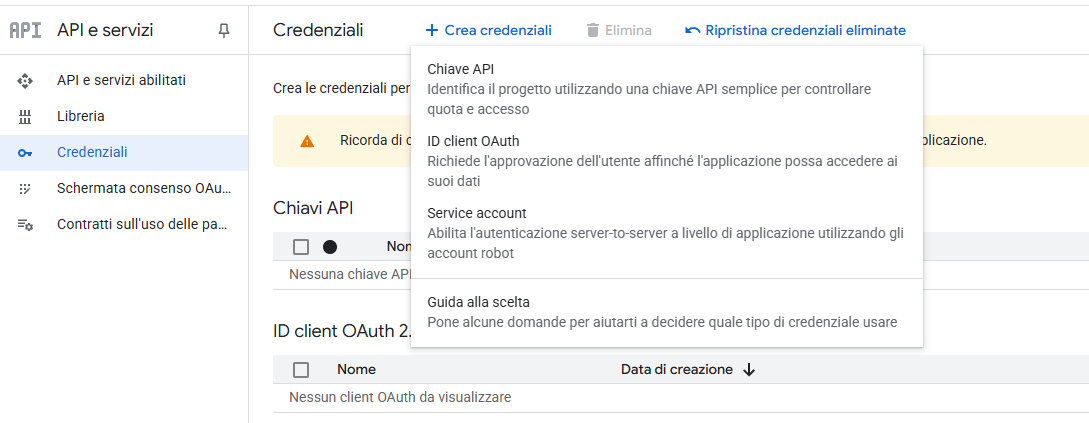 API API e servizi
API e servizi abilitati
Libreria
Credenziali
Schermata consenso OAu...
Contratti sull'uso delle pa...
Credenziali
+ Crea credenziali
Elimina
Ripristina credenziali eliminate
Crea le credenziali per
Ricorda di c
plicazione.
Chiave API
Identifica il progetto utilizzando una chiave API semplice per controllare
quota e accesso
ID client OAuth
Richiede l'approvazione dell'utente affinché l'applicazione possa accedere ai
suoi dati
Service account
Abilita l'autenticazione server-to-server a livello di applicazione utilizzando gli
account robot
Guida alla scelta
Pone alcune domande per aiutarti a decidere quale tipo di credenziale usare
Chiavi API
Non
Nessuna chiave API
ID client OAuth 2.
Nome
Data di creazione
Nessun client OAuth da visualizzare